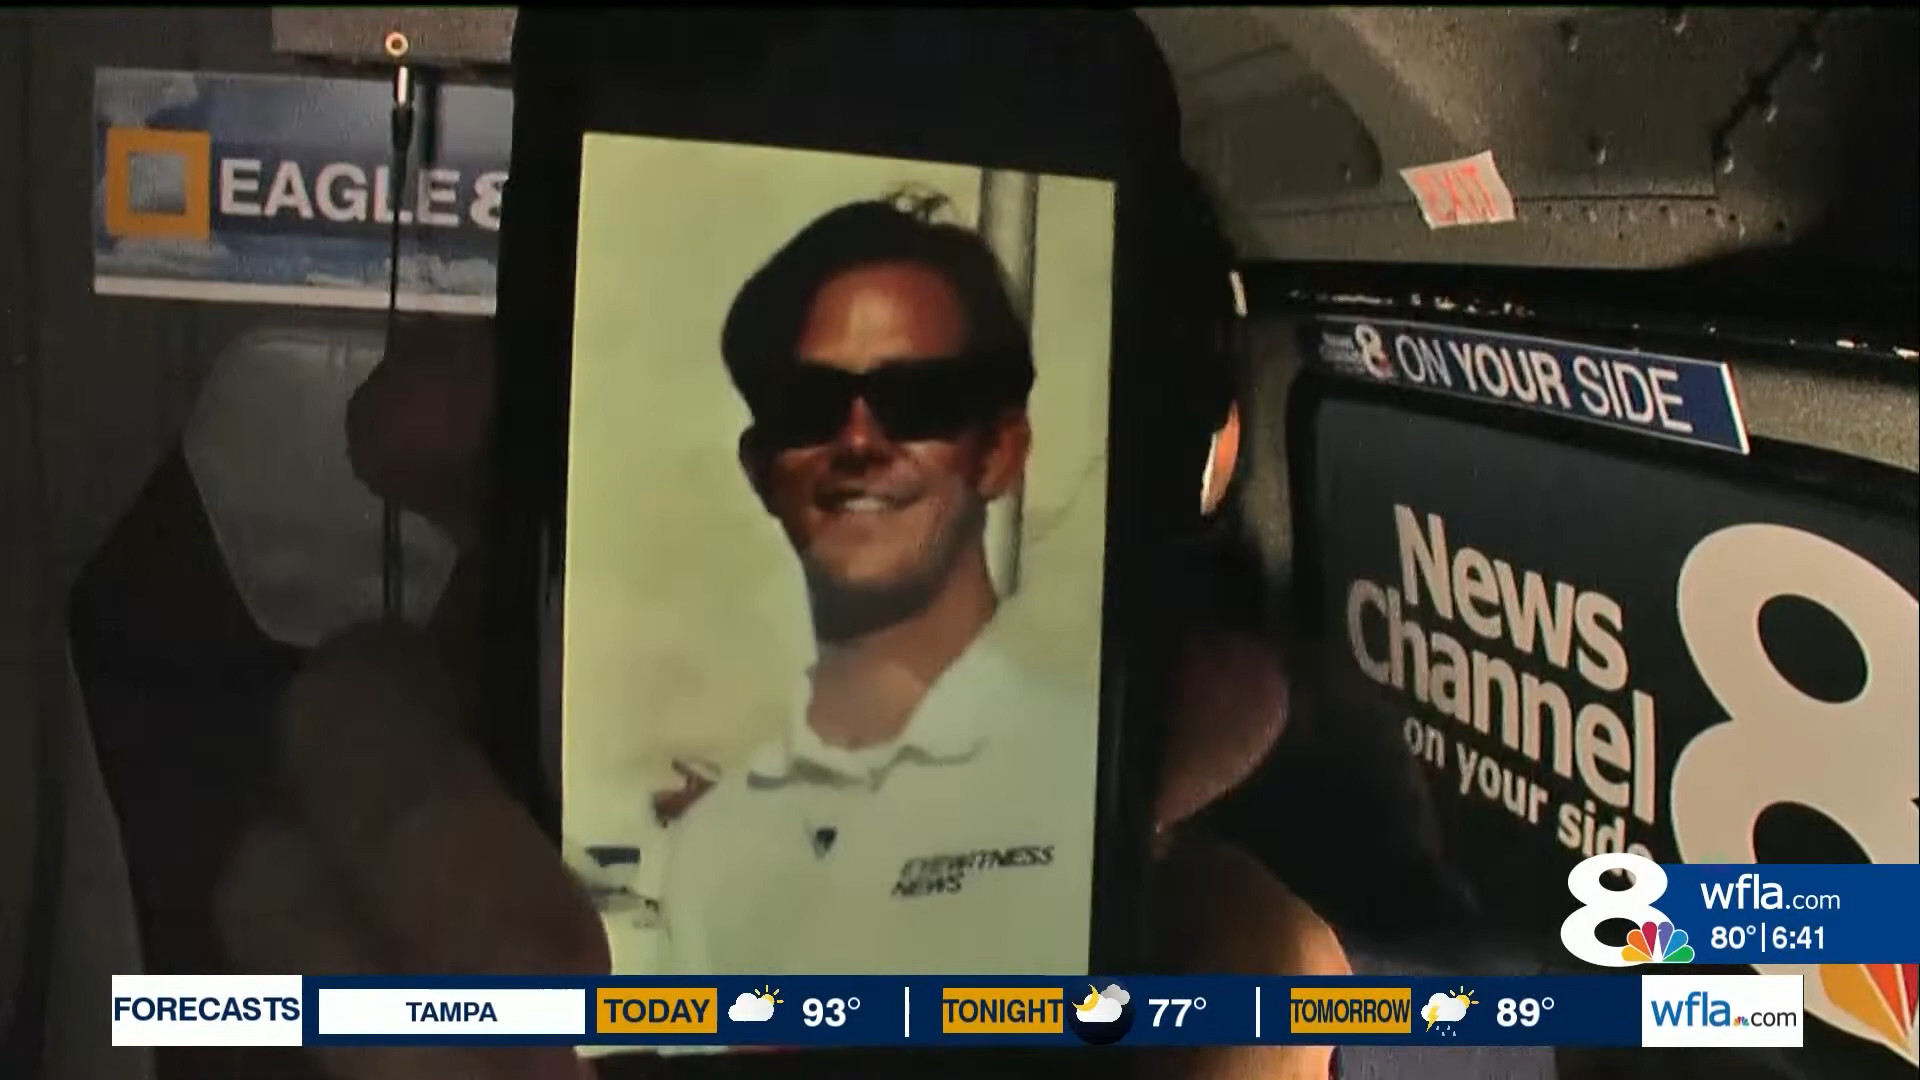 EAGLE 8
EXIT
8 ON YOUR SIDE
News
Channel
on your side
8
EYEWITNESS
NEWS
8 wfla.com
80° | 6:41
FORECASTS TAMPA TODAY 93° TONIGHT 77° TOMORROW 89° wfla.com